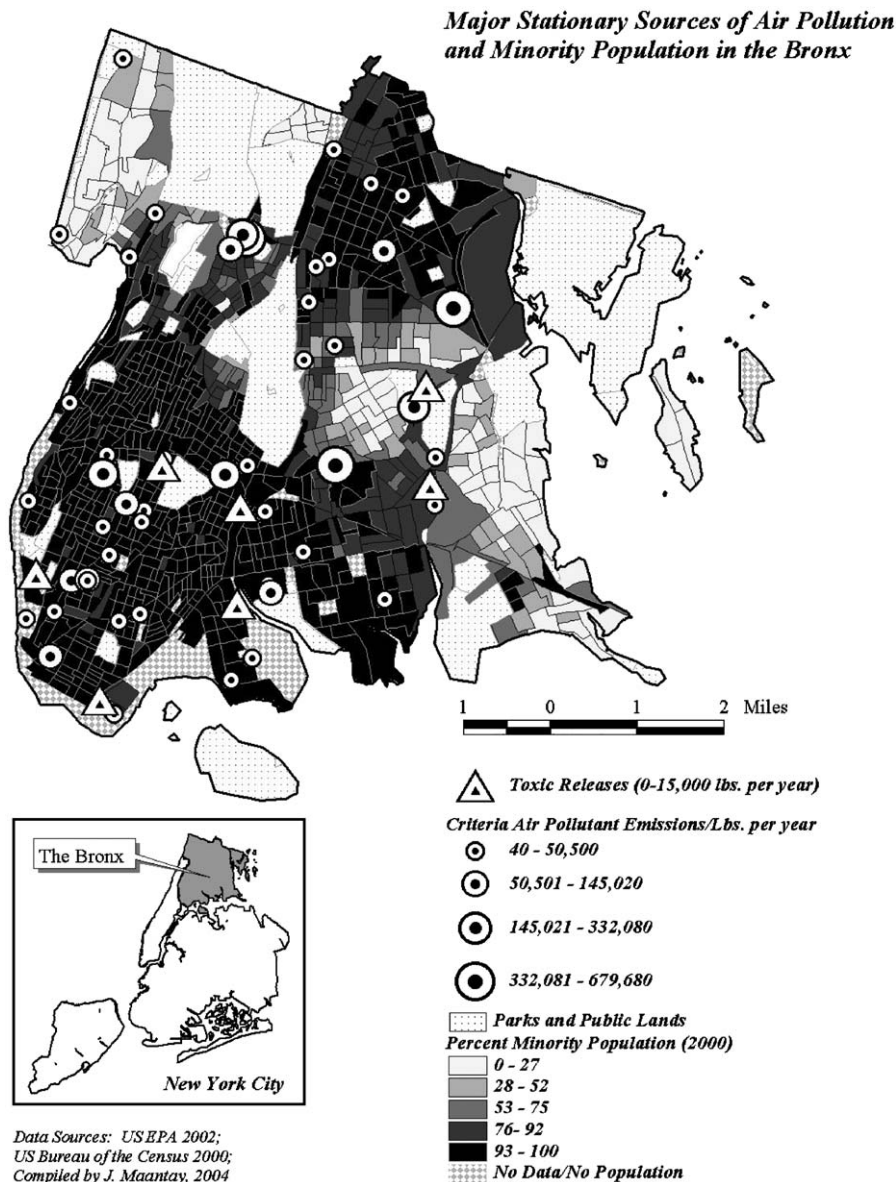 Major Stationary Sources of Air Pollution
and Minority Population in the Bronx
1 0 1 2 Miles
Toxic Releases (0-15,000 lbs. per year)
Criteria Air Pollutant Emissions/Lbs. per year
40 - 50,500
50,501 - 145,020
145,021 - 332,080
332,081 - 679,680
Parks and Public Lands
Percent Minority Population (2000)
0 - 27
28 - 52
53 - 75
76- 92
93 - 100
No Data/No Population
The Bronx
New York City
Data Sources: US EPA 2002;
US Bureau of the Census 2000;
Compiled by J. Maantay, 2004